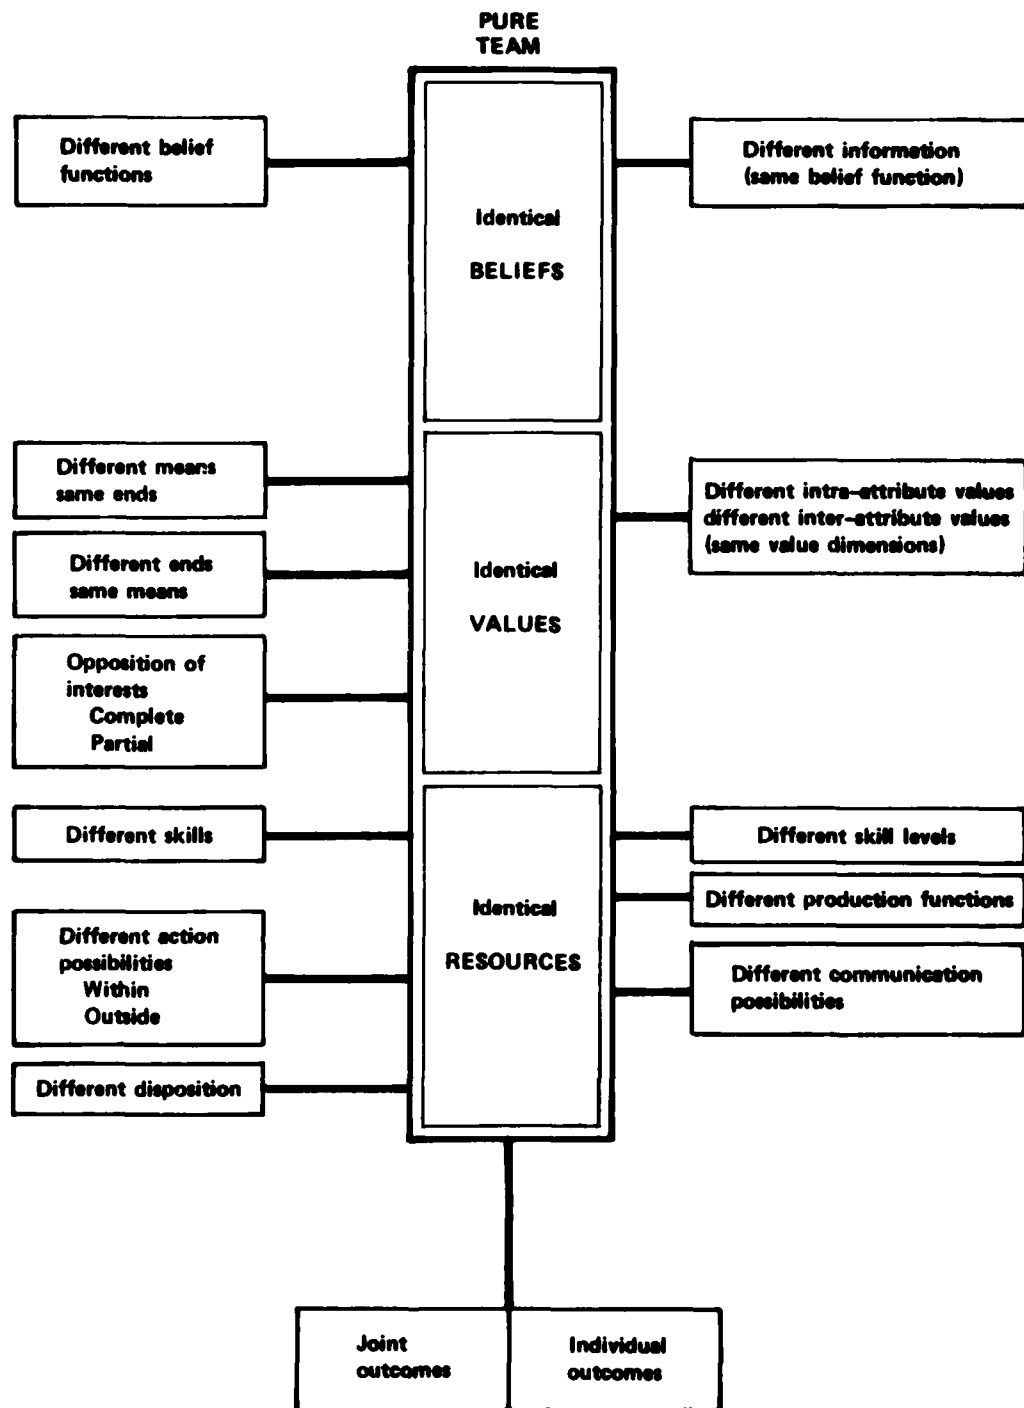 PURE
TEAM
Different belief
functions
Identical
BELIEFS
Different information
(same belief function)
Different means
same ends
Different ends
same means
Opposition of
interests
Complete
Partial
Identical
VALUES
Different intra-attribute values
different inter-attribute values
(same value dimensions)
Different skills
Different action
possibilities
Within
Outside
Different disposition
Identical
RESOURCES
Different skill levels
Different production functions
Different communication
possibilities
Joint
outcomes
Individual
outcomes